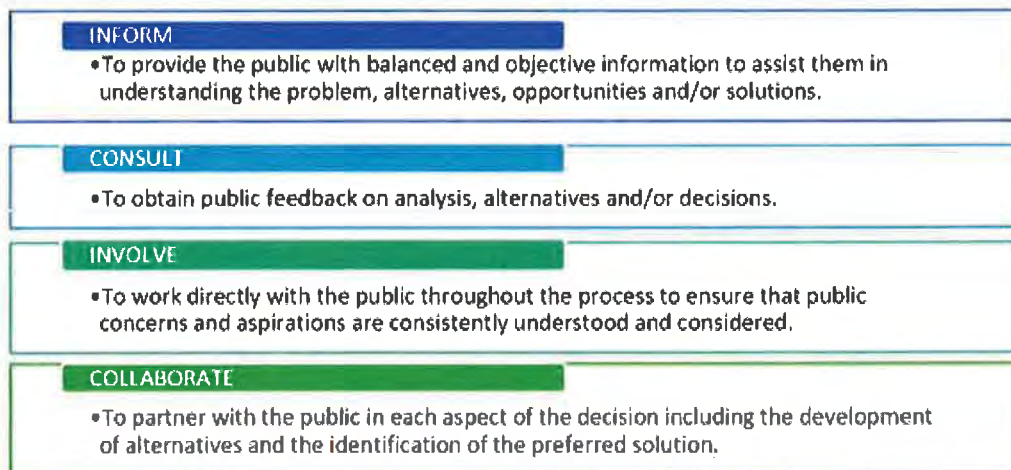 INFORM
•To provide the public with balanced and objective information to assist them in
understanding the problem, alternatives, opportunities and/or solutions.
CONSULT
•To obtain public feedback on analysis, alternatives and/or decisions.
INVOLVE
•To work directly with the public throughout the process to ensure that public
concerns and aspirations are consistently understood and considered.
COLLABORATE
•To partner with the public in each aspect of the decision including the development
of alternatives and the identification of the preferred solution.